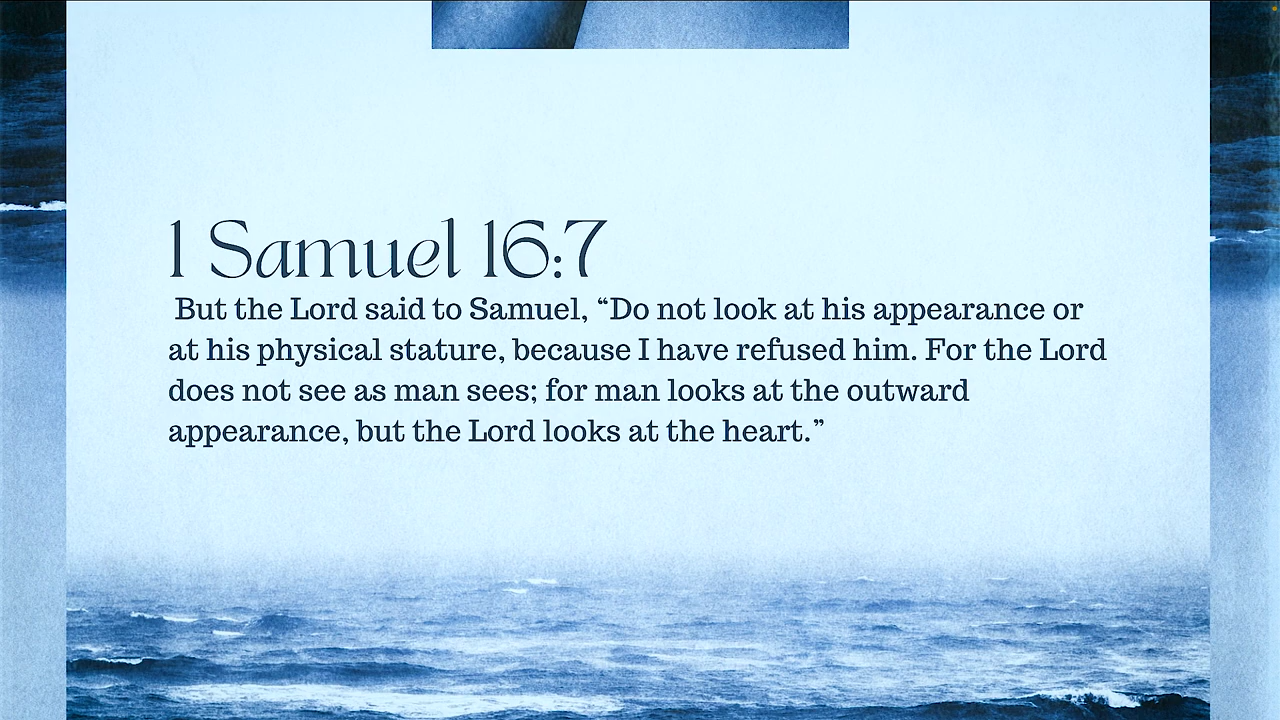 1 Samuel 16:7
But the Lord said to Samuel, “Do not look at his appearance or
at his physical stature, because I have refused him. For the Lord
does not see as man sees; for man looks at the outward
appearance, but the Lord looks at the heart.”